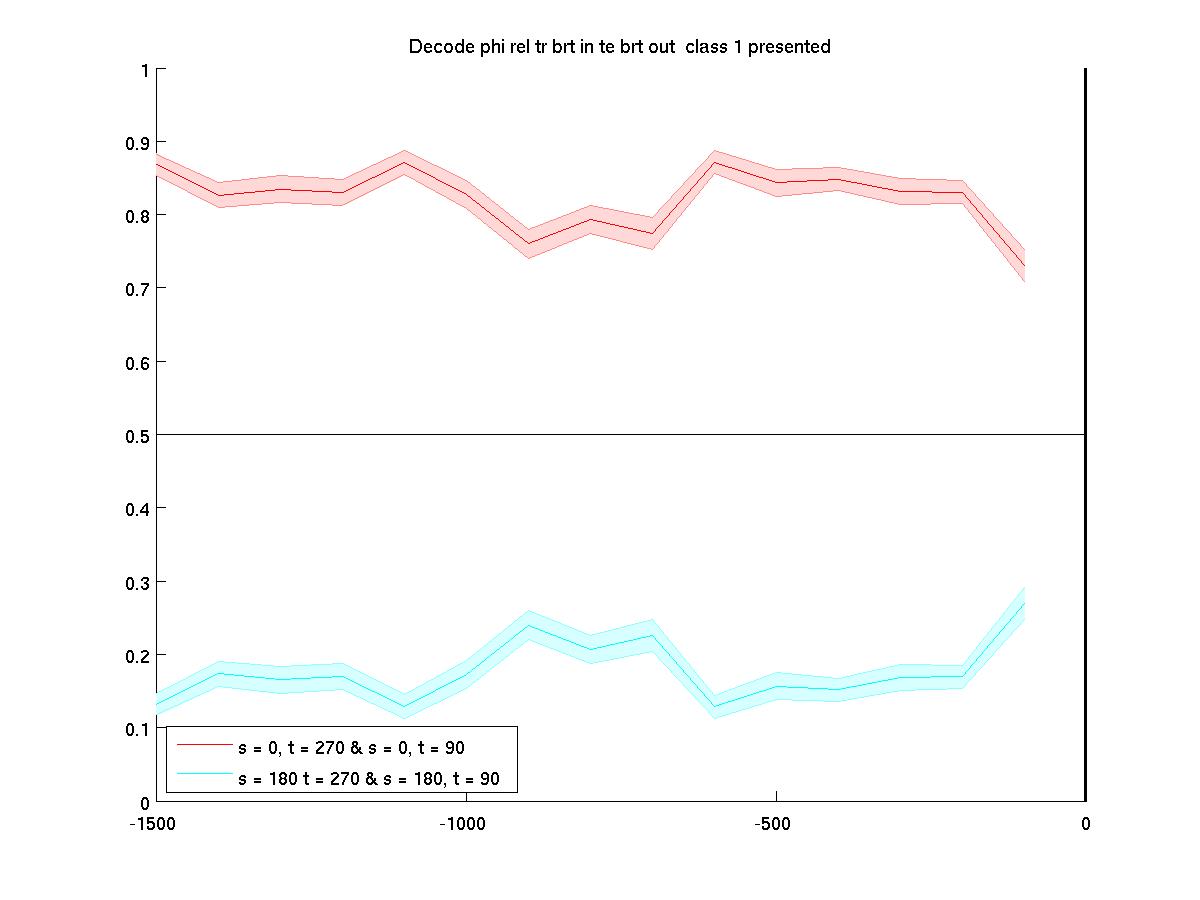 Decode phi rel tr brt in te brt out  class 1 presented
1
0.9
0.8
0.7
0.6
0.5
0.4
0.3
0.2
0.1
0
s = 0, t = 270 & s = 0, t = 90
s = 180 t = 270 & s = 180, t = 90
-1500 -1000 -500 0